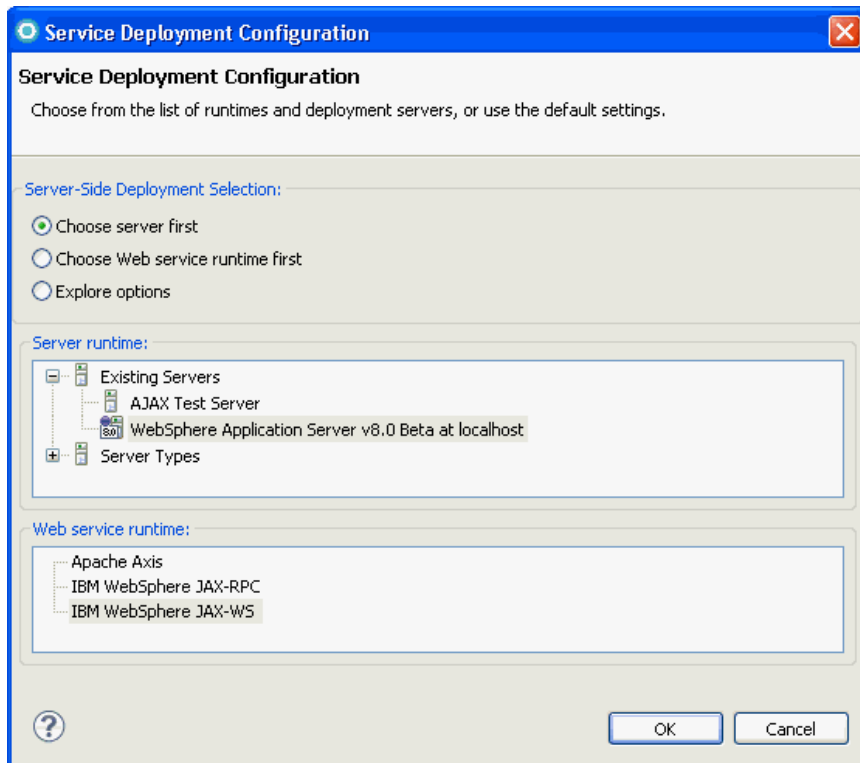 Service Deployment Configuration
Service Deployment Configuration
Choose from the list of runtimes and deployment servers, or use the default settings.
Server-Side Deployment Selection:
Choose server first
Choose Web service runtime first
Explore options
Server runtime:
Existing Servers
AJAX Test Server
8.0
WebSphere Application Server v8.0 Beta at localhost
Server Types
Web service runtime:
Apache Axis
IBM WebSphere JAX-RPC
IBM WebSphere JAX-WS
?
OK
Cancel